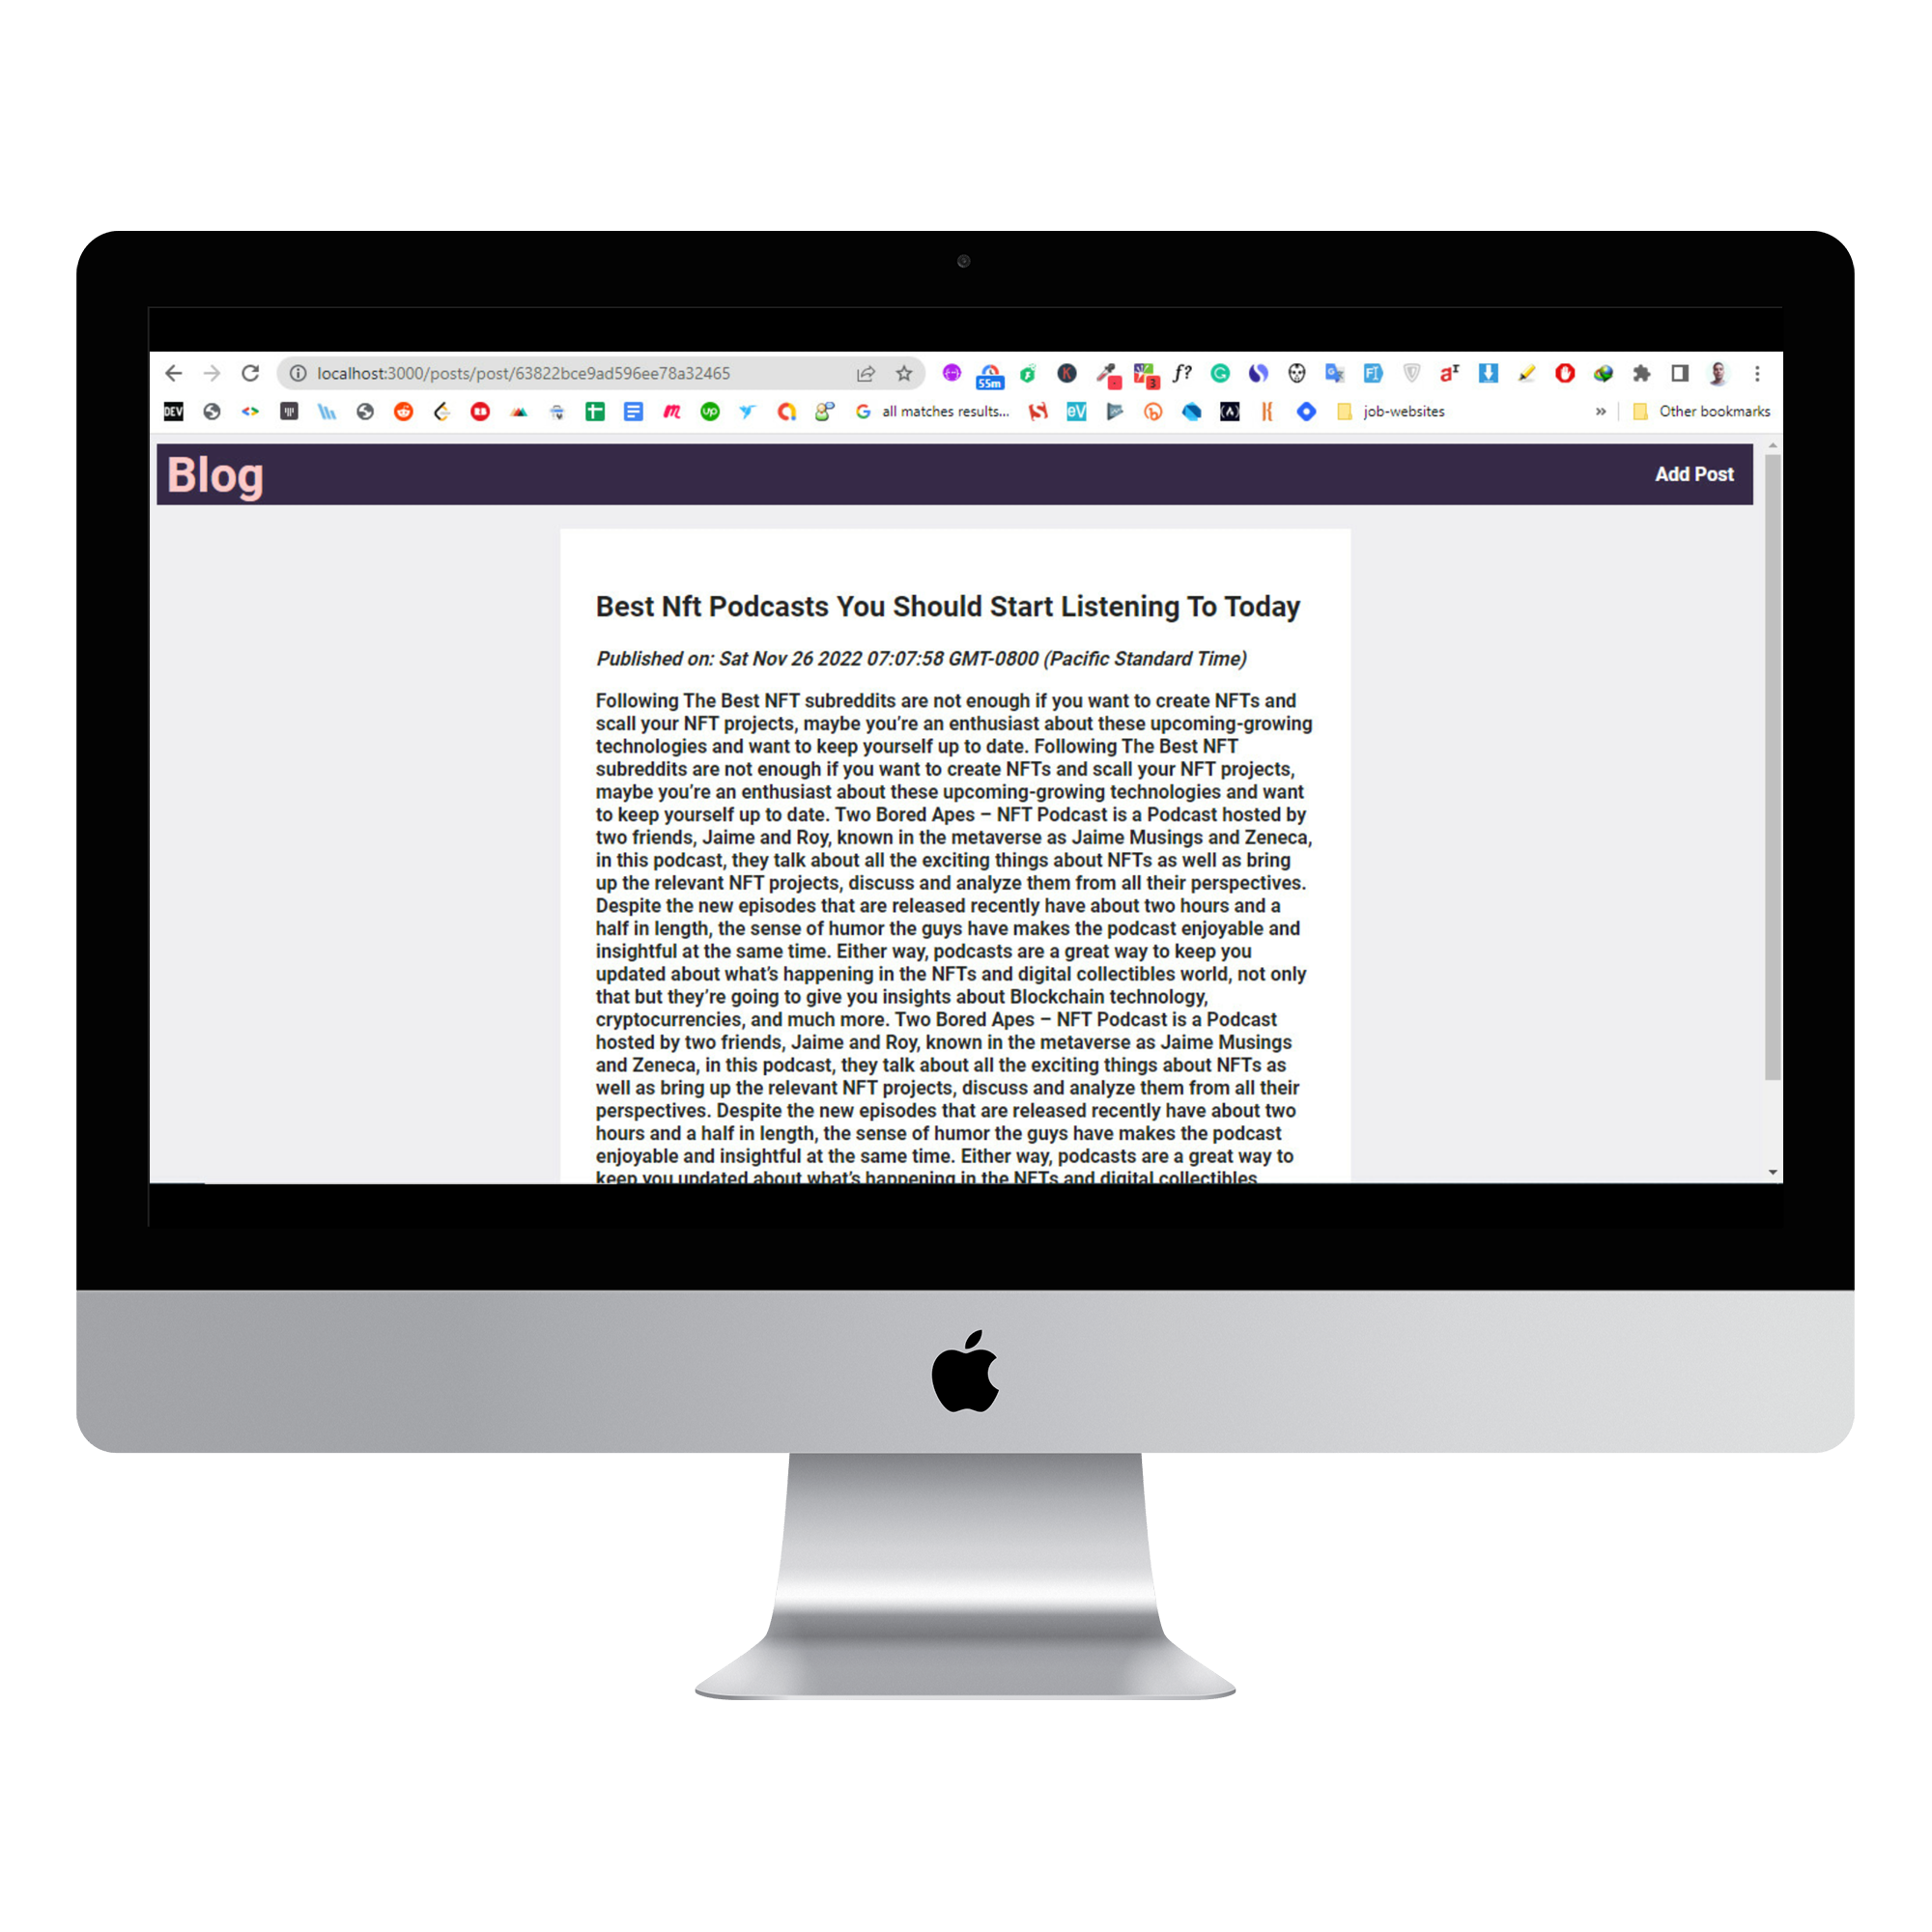 localhost:3000/posts/post/63822bce9ad596ee78a32465
55m
K
3
f?
G
FT
aI
DEV
up
G all matches results...
eV
job-websites
»
Other bookmarks
Blog
Add Post
Best Nft Podcasts You Should Start Listening To Today
Published on: Sat Nov 26 2022 07:07:58 GMT-0800 (Pacific Standard Time)
Following The Best NFT subreddits are not enough if you want to create NFTs and
scall your NFT projects, maybe you’re an enthusiast about these upcoming-growing
technologies and want to keep yourself up to date. Following The Best NFT
subreddits are not enough if you want to create NFTs and scall your NFT projects,
maybe you’re an enthusiast about these upcoming-growing technologies and want
to keep yourself up to date. Two Bored Apes – NFT Podcast is a Podcast hosted by
two friends, Jaime and Roy, known in the metaverse as Jaime Musings and Zeneca,
in this podcast, they talk about all the exciting things about NFTs as well as bring
up the relevant NFT projects, discuss and analyze them from all their perspectives.
Despite the new episodes that are released recently have about two hours and a
half in length, the sense of humor the guys have makes the podcast enjoyable and
insightful at the same time. Either way, podcasts are a great way to keep you
updated about what’s happening in the NFTs and digital collectibles world, not only
that but they’re going to give you insights about Blockchain technology,
cryptocurrencies, and much more. Two Bored Apes – NFT Podcast is a Podcast
hosted by two friends, Jaime and Roy, known in the metaverse as Jaime Musings
and Zeneca, in this podcast, they talk about all the exciting things about NFTs as
well as bring up the relevant NFT projects, discuss and analyze them from all their
perspectives. Despite the new episodes that are released recently have about two
hours and a half in length, the sense of humor the guys have makes the podcast
enjoyable and insightful at the same time. Either way, podcasts are a great way to
keep you updated about what’s happening in the NFTs and digital collectibles